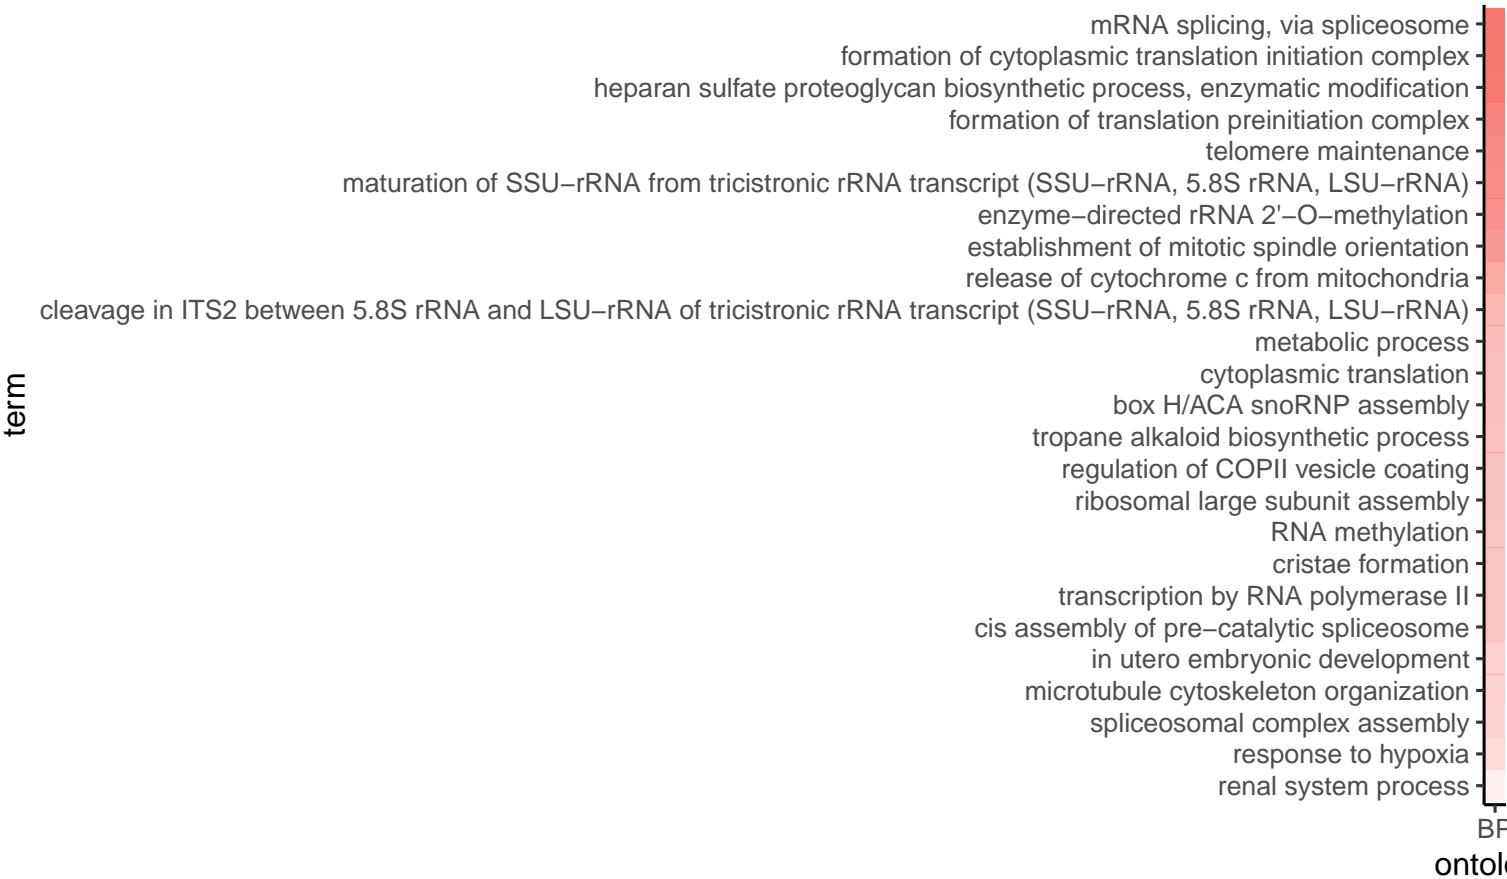 mRNA splicing, via spliceosome
formation of cytoplasmic translation initiation complex
heparan sulfate proteoglycan biosynthetic process, enzymatic modification
formation of translation preinitiation complex
telomere maintenance
maturation of SSU−rRNA from tricistronic rRNA transcript (SSU−rRNA, 5.8S rRNA, LSU−rRNA)
enzyme−directed rRNA 2'−O−methylation
establishment of mitotic spindle orientation
release of cytochrome c from mitochondria
cleavage in ITS2 between 5.8S rRNA and LSU−rRNA of tricistronic rRNA transcript (SSU−rRNA, 5.8S rRNA, LSU−rRNA)
metabolic process
cytoplasmic translation
box H/ACA snoRNP assembly
tropane alkaloid biosynthetic process
regulation of COPII vesicle coating
ribosomal large subunit assembly
RNA methylation
cristae formation
transcription by RNA polymerase II
cis assembly of pre−catalytic spliceosome
in utero embryonic development
microtubule cytoskeleton organization
spliceosomal complex assembly
response to hypoxia
renal system process
term
BP